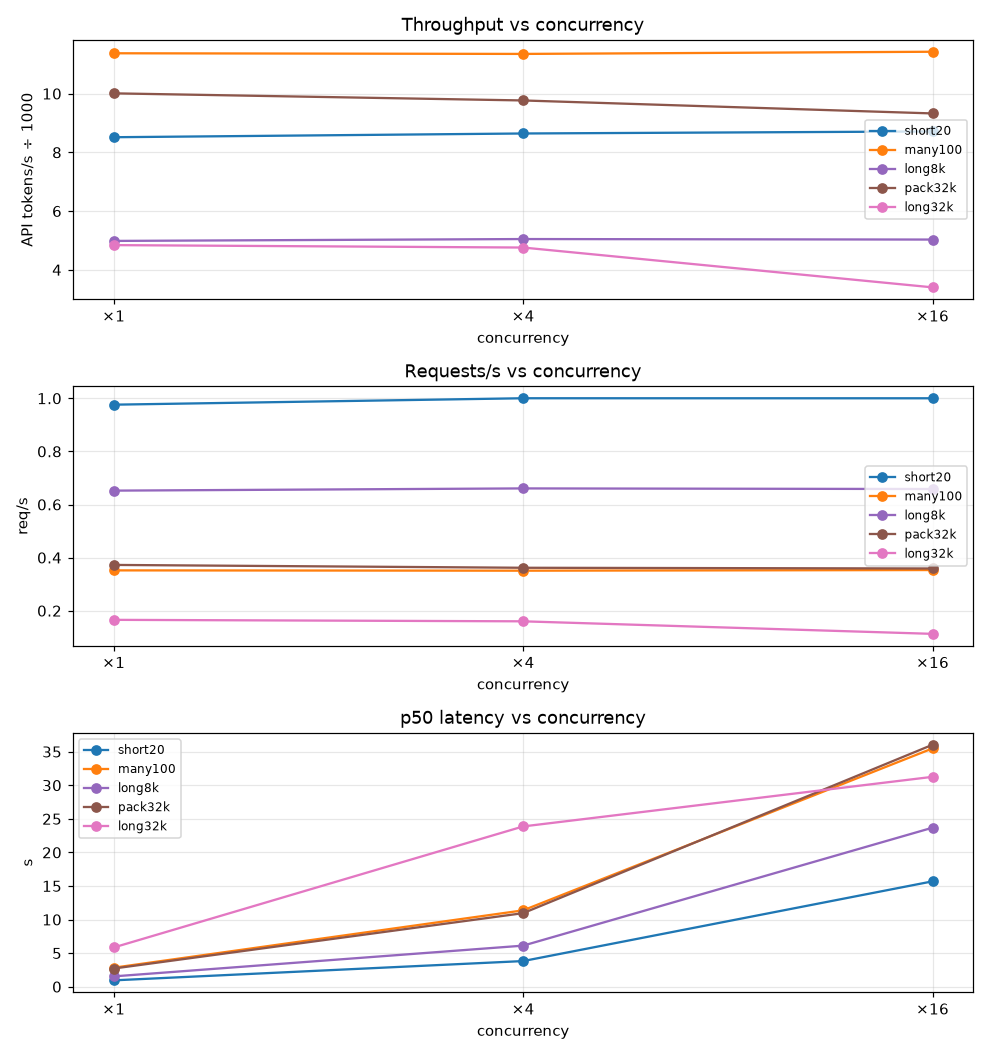 Throughput vs concurrency
API tokens/s ÷ 1000
10
8
6
4
short20
many100
long8k
pack32k
long32k
×1
×4
×16
concurrency
Requests/s vs concurrency
req/s
1.0
0.8
0.6
0.4
0.2
short20
many100
long8k
pack32k
long32k
×1
×4
×16
concurrency
p50 latency vs concurrency
s
35
30
25
20
15
10
5
0
short20
many100
long8k
pack32k
long32k
×1
×4
×16
concurrency